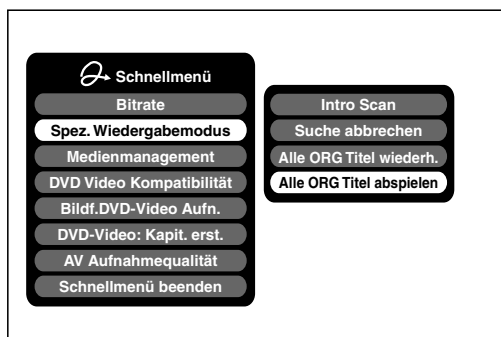 Schnellmenü
Bitrate
Spez. Wiedergabemodus
Medienmanagement
DVD Video Kompatibilität
Bildf.DVD-Video Aufn.
DVD-Video: Kapit. erst.
AV Aufnahmequalität
Schnellmenü beenden
Intro Scan
Suche abbrechen
Alle ORG Titel wiederh.
Alle ORG Titel abspielen